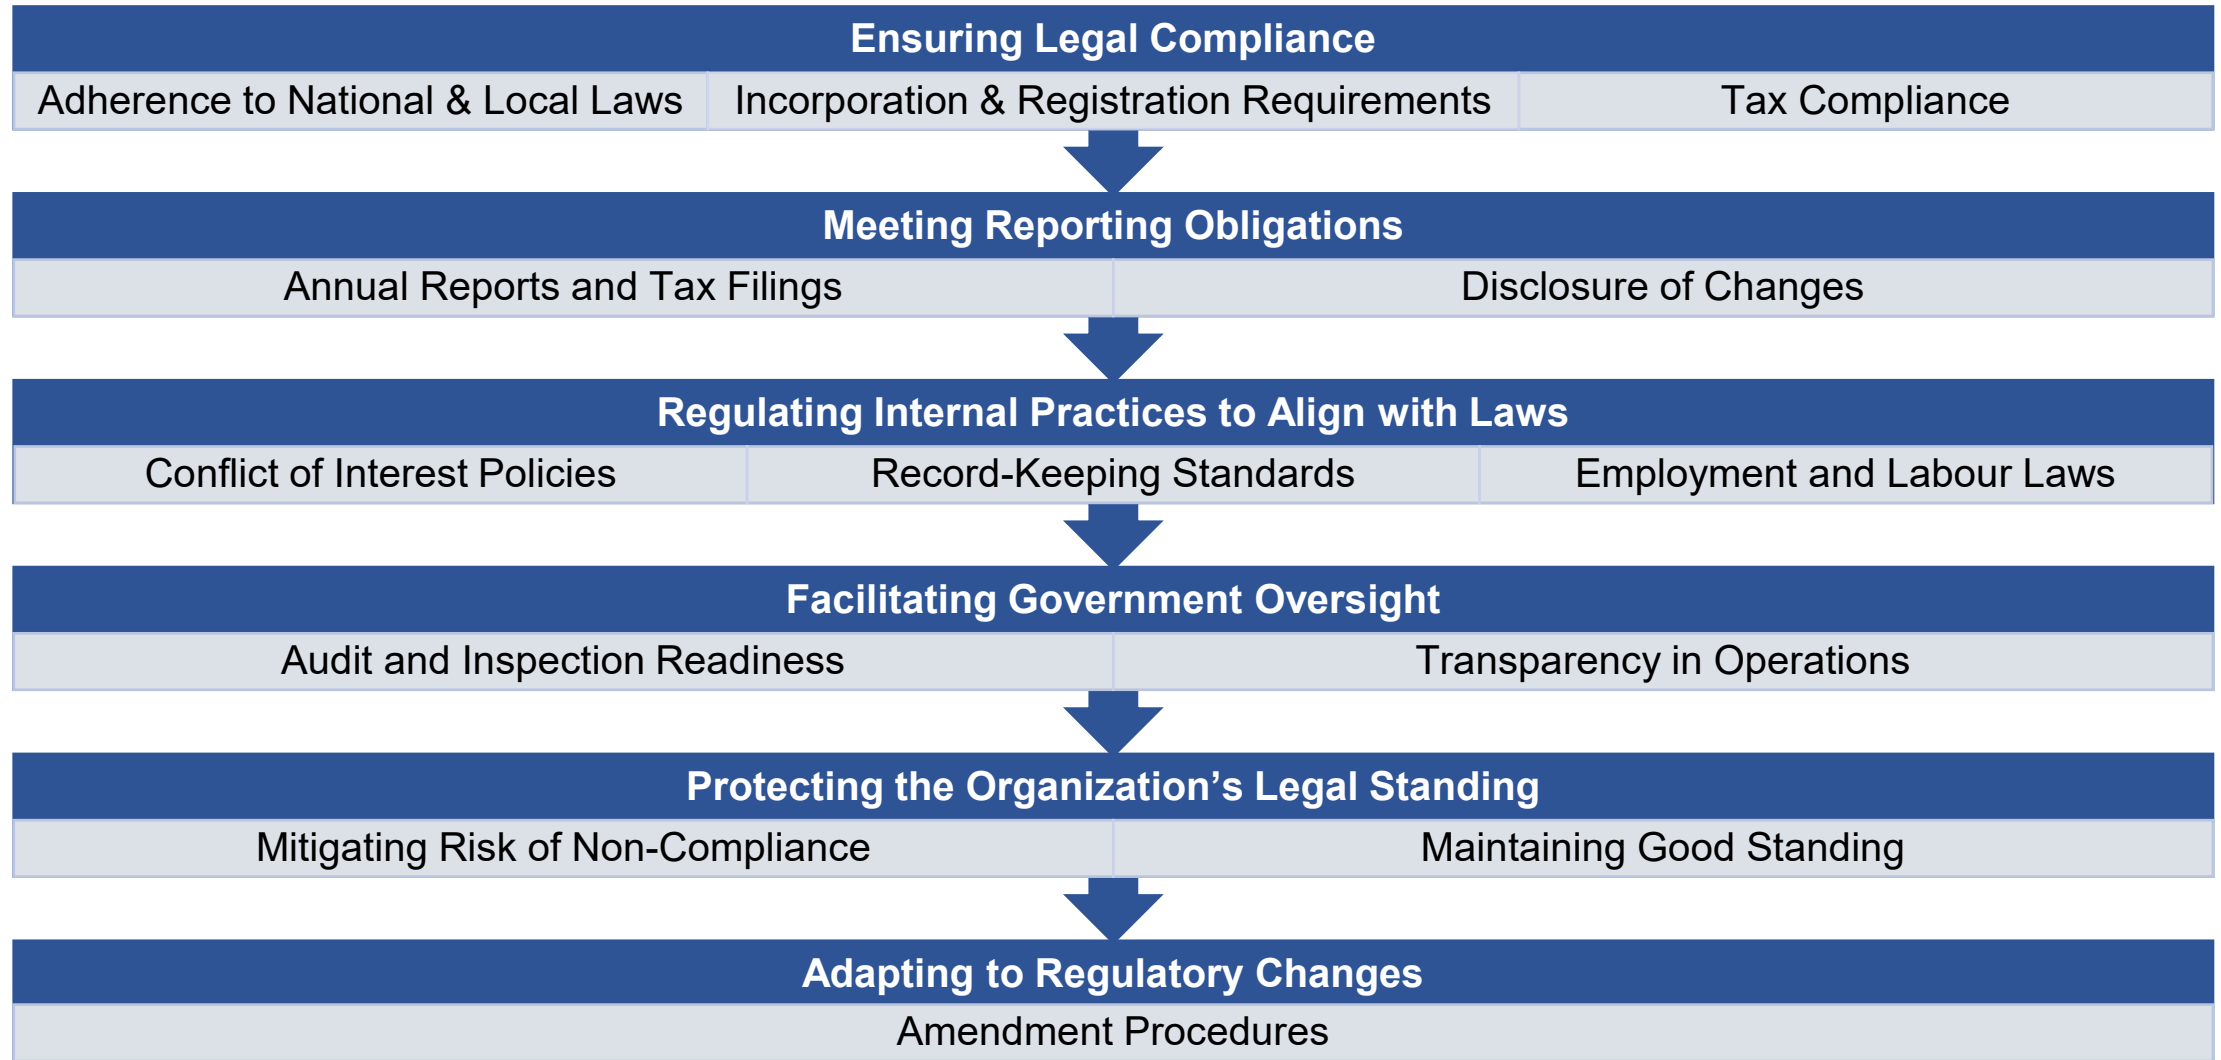 Ensuring Legal Compliance
Adherence to National & Local Laws
Incorporation & Registration Requirements
Tax Compliance
Meeting Reporting Obligations
Annual Reports and Tax Filings
Disclosure of Changes
Regulating Internal Practices to Align with Laws
Conflict of Interest Policies
Record-Keeping Standards
Employment and Labour Laws
Facilitating Government Oversight
Audit and Inspection Readiness
Transparency in Operations
Protecting the Organization’s Legal Standing
Mitigating Risk of Non-Compliance
Maintaining Good Standing
Adapting to Regulatory Changes
Amendment Procedures